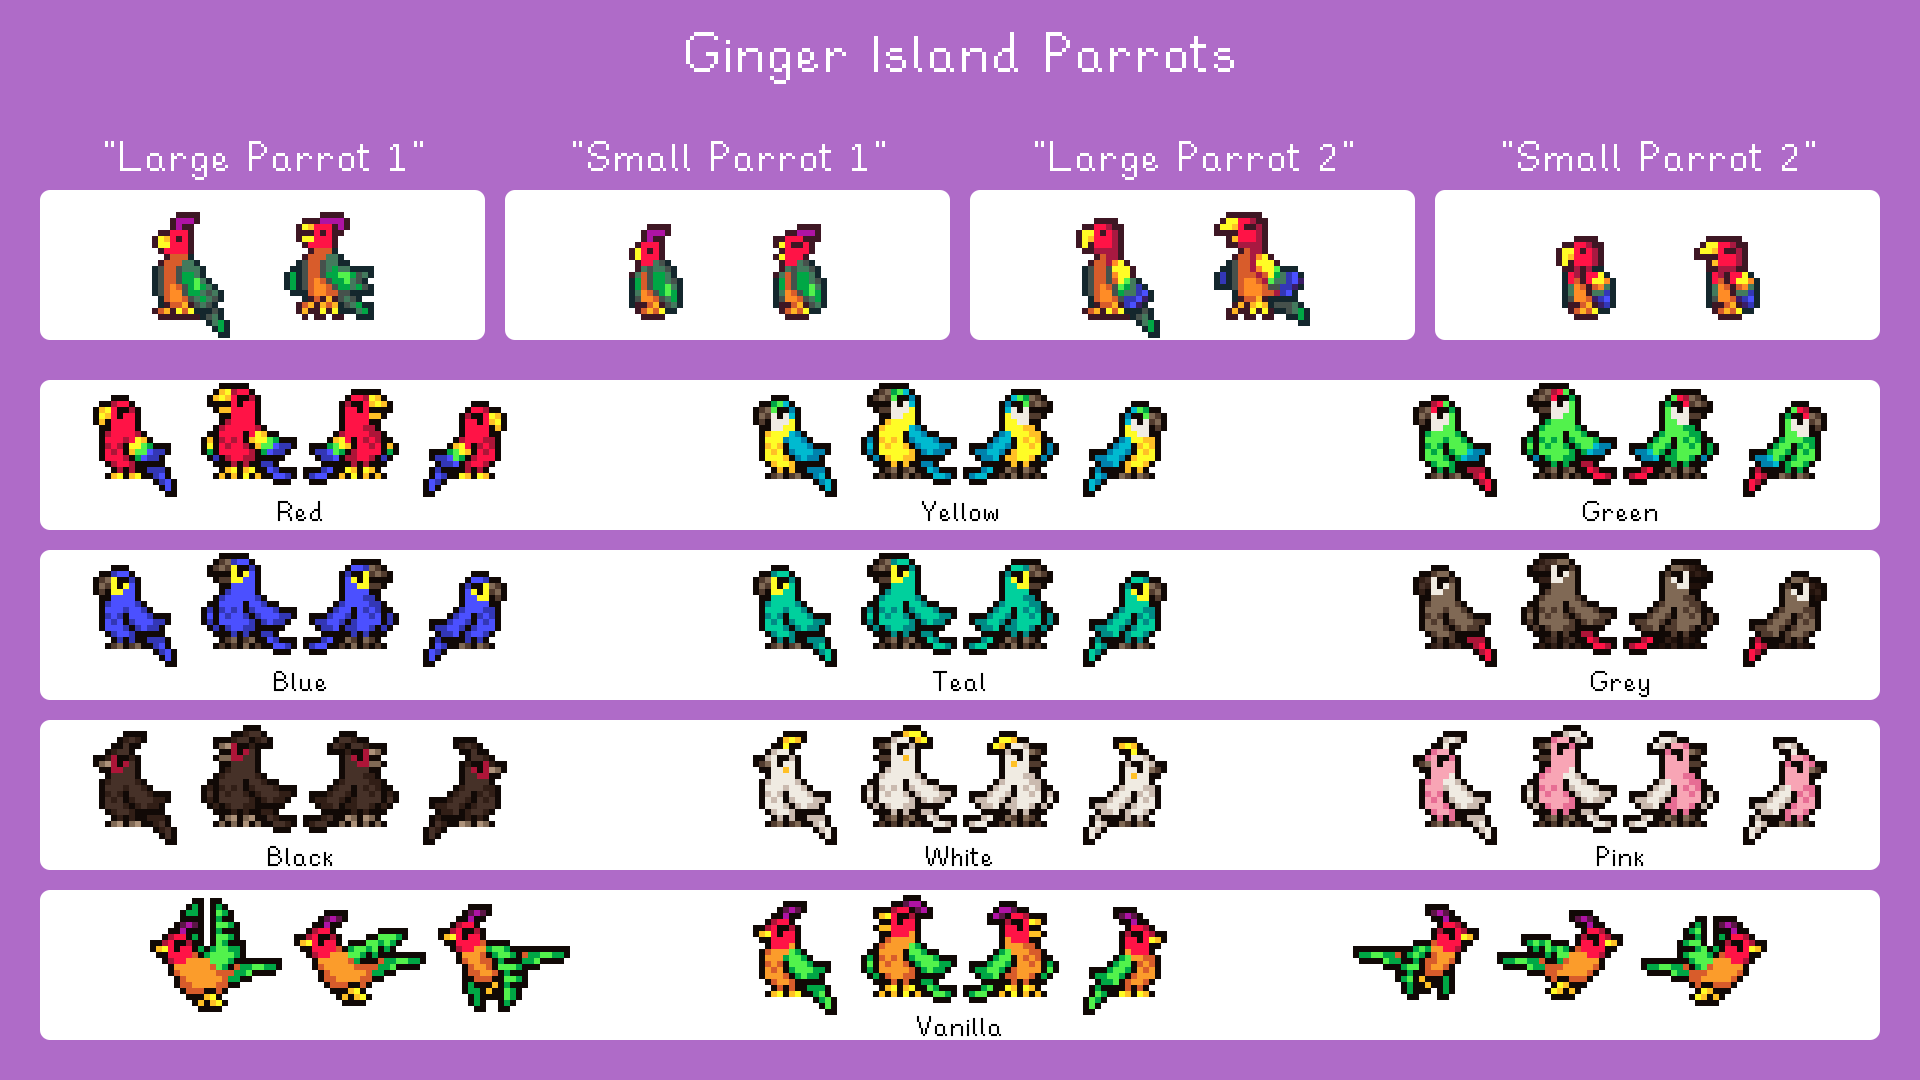 Ginger Island Parrots
"Large Parrot 1" "Small Parrot 1" "Large Parrot 2" "Small Parrot 2"
Red Yellow Green
Blue Teal Grey
Black White Pink
Vanilla